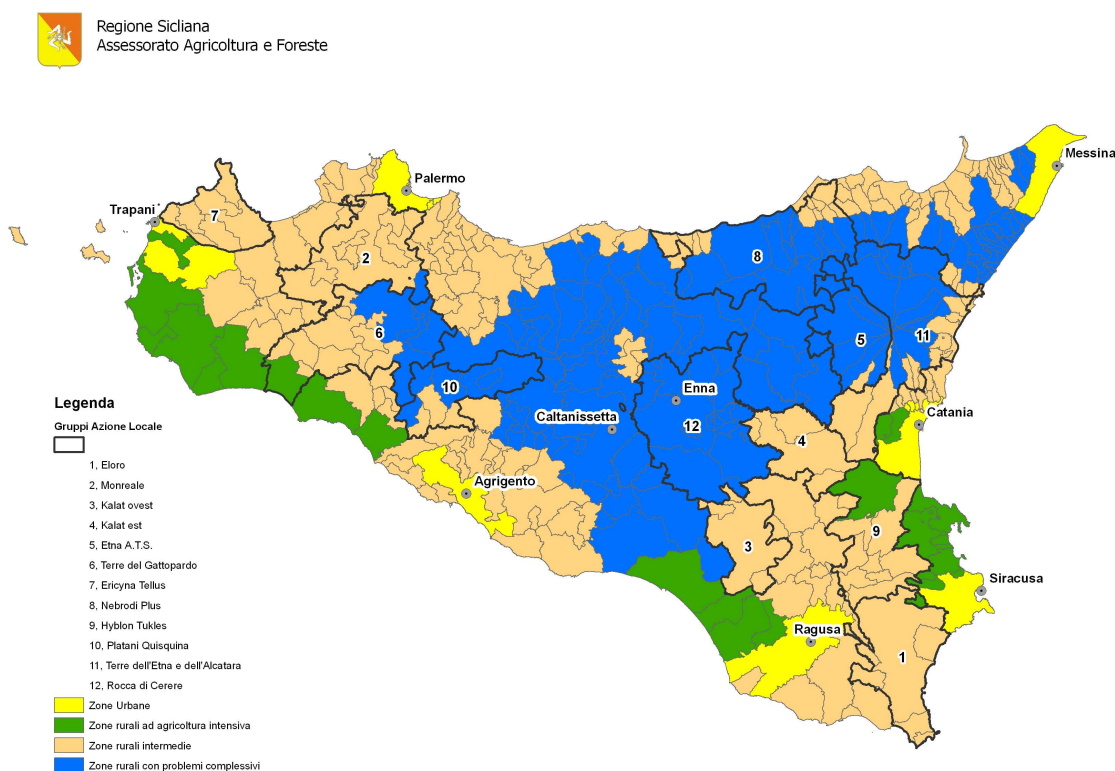 Regione Sicliana
Assessorato Agricoltura e Foreste
Messina
Palermo
Trapani
7
2
8
6
5
11
10
Enna
Caltanissetta
12
Catania
4
Agrigento
9
3
Siracusa
Ragusa
1
Legenda
Gruppi Azione Locale
1, Eloro
2, Monreale
3, Kalat ovest
4, Kalat est
5, Etna A.T.S.
6, Terre del Gattopardo
7, Ericyna Tellus
8, Nebrodi Plus
9, Hyblon Tukles
10, Platani Quisquina
11, Terre dell'Etna e dell'Alcatara
12, Rocca di Cerere
Zone Urbane
Zone rurali ad agricoltura intensiva
Zone rurali intermedie
Zone rurali con problemi complessivi